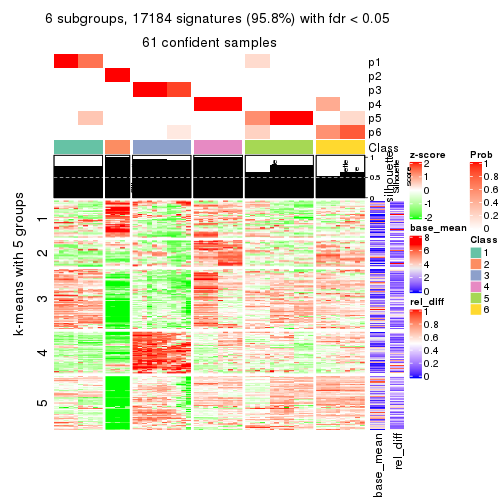 6 subgroups, 17184 signatures (95.8%) with fdr < 0.05
61 confident samples
p1
p2
p3
p4
p5
p6
Class
1
0.5
0
silhouette
Silhouette
score
k-means with 5 groups
1
2
3
4
5
base_mean
rel_diff
z-score
2
1
0
-1
-2
base_mean
8
6
4
2
0
rel_diff
1
0.8
0.6
0.4
0.2
0
Prob
1
0.8
0.6
0.4
0.2
0
Class
1
2
3
4
5
6